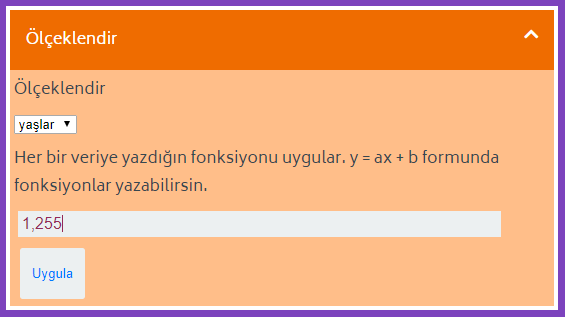 Ölçeklendir
Ölçeklendir
yaşlar
Her bir veriye yazdığın fonksiyonu uygular. y = ax + b formunda
fonksiyonlar yazabilirsin.
1,255
Uygula